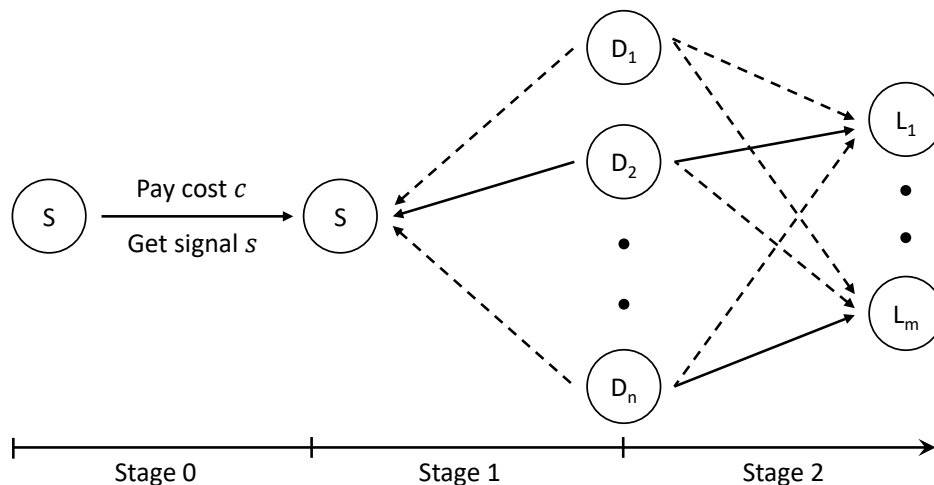 S
Pay cost c
Get signal s
S
D₁
D₂
Dₙ
L₁
Lₘ
Stage 0
Stage 1
Stage 2